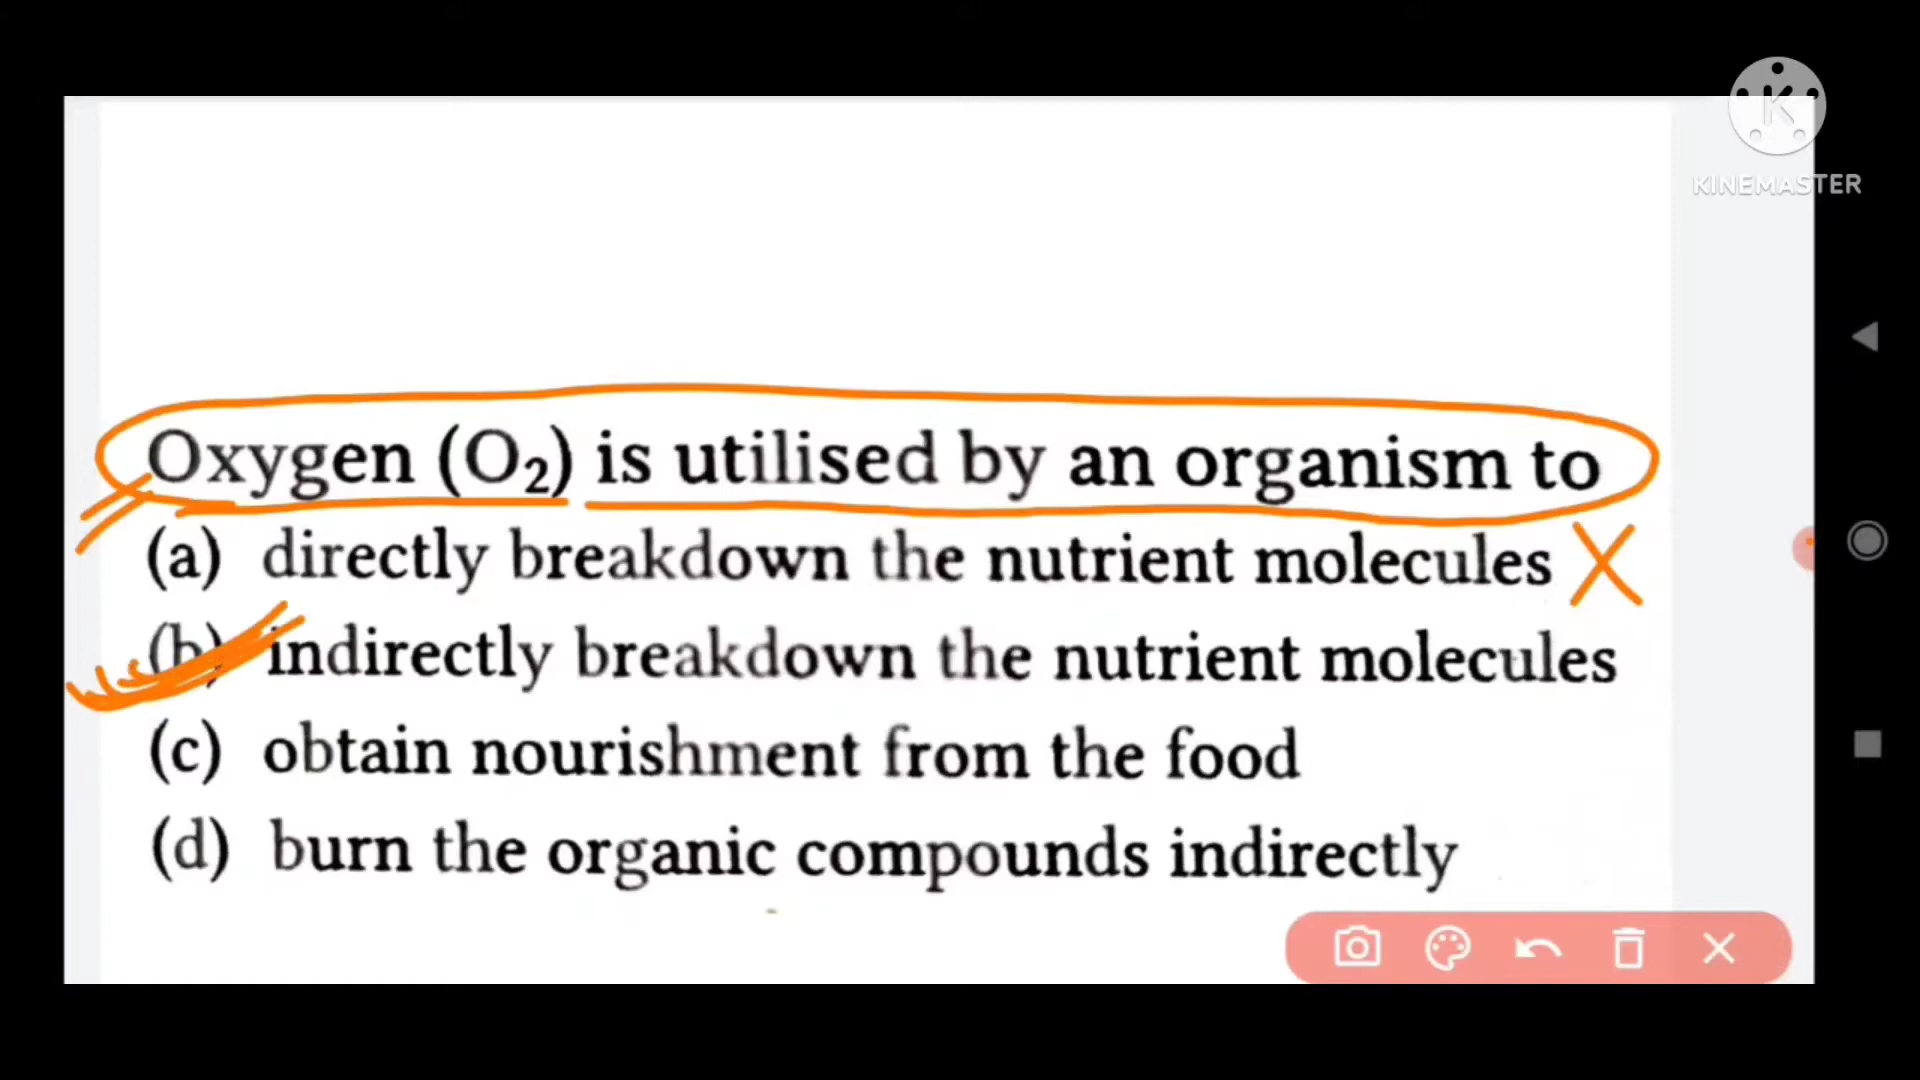 K
KINEMASTER
Oxygen (O₂) is utilised by an organism to
(a) directly breakdown the nutrient molecules
(b) indirectly breakdown the nutrient molecules
(c) obtain nourishment from the food
(d) burn the organic compounds indirectly